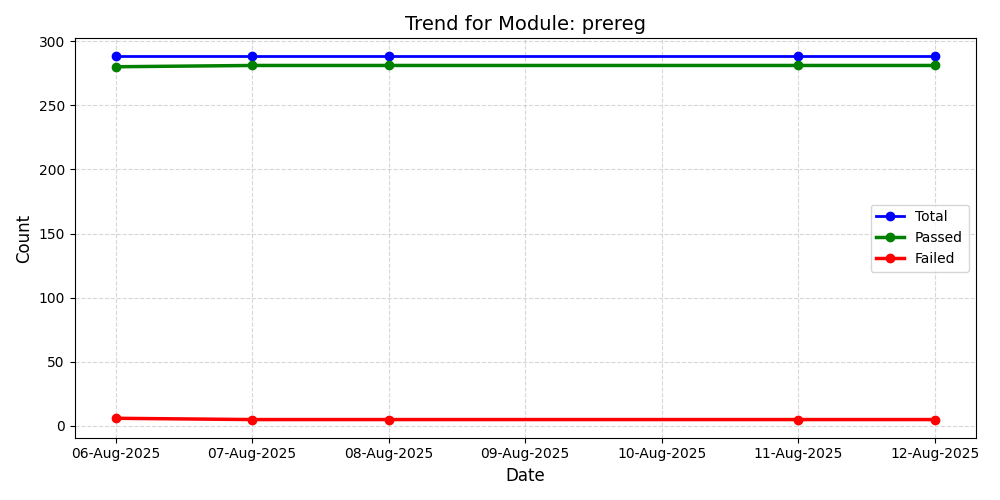 Trend for Module: prereg
300
250
200
150
100
50
0
Count
Total
Passed
Failed
06-Aug-2025 07-Aug-2025 08-Aug-2025 09-Aug-2025 10-Aug-2025 11-Aug-2025 12-Aug-2025
Date